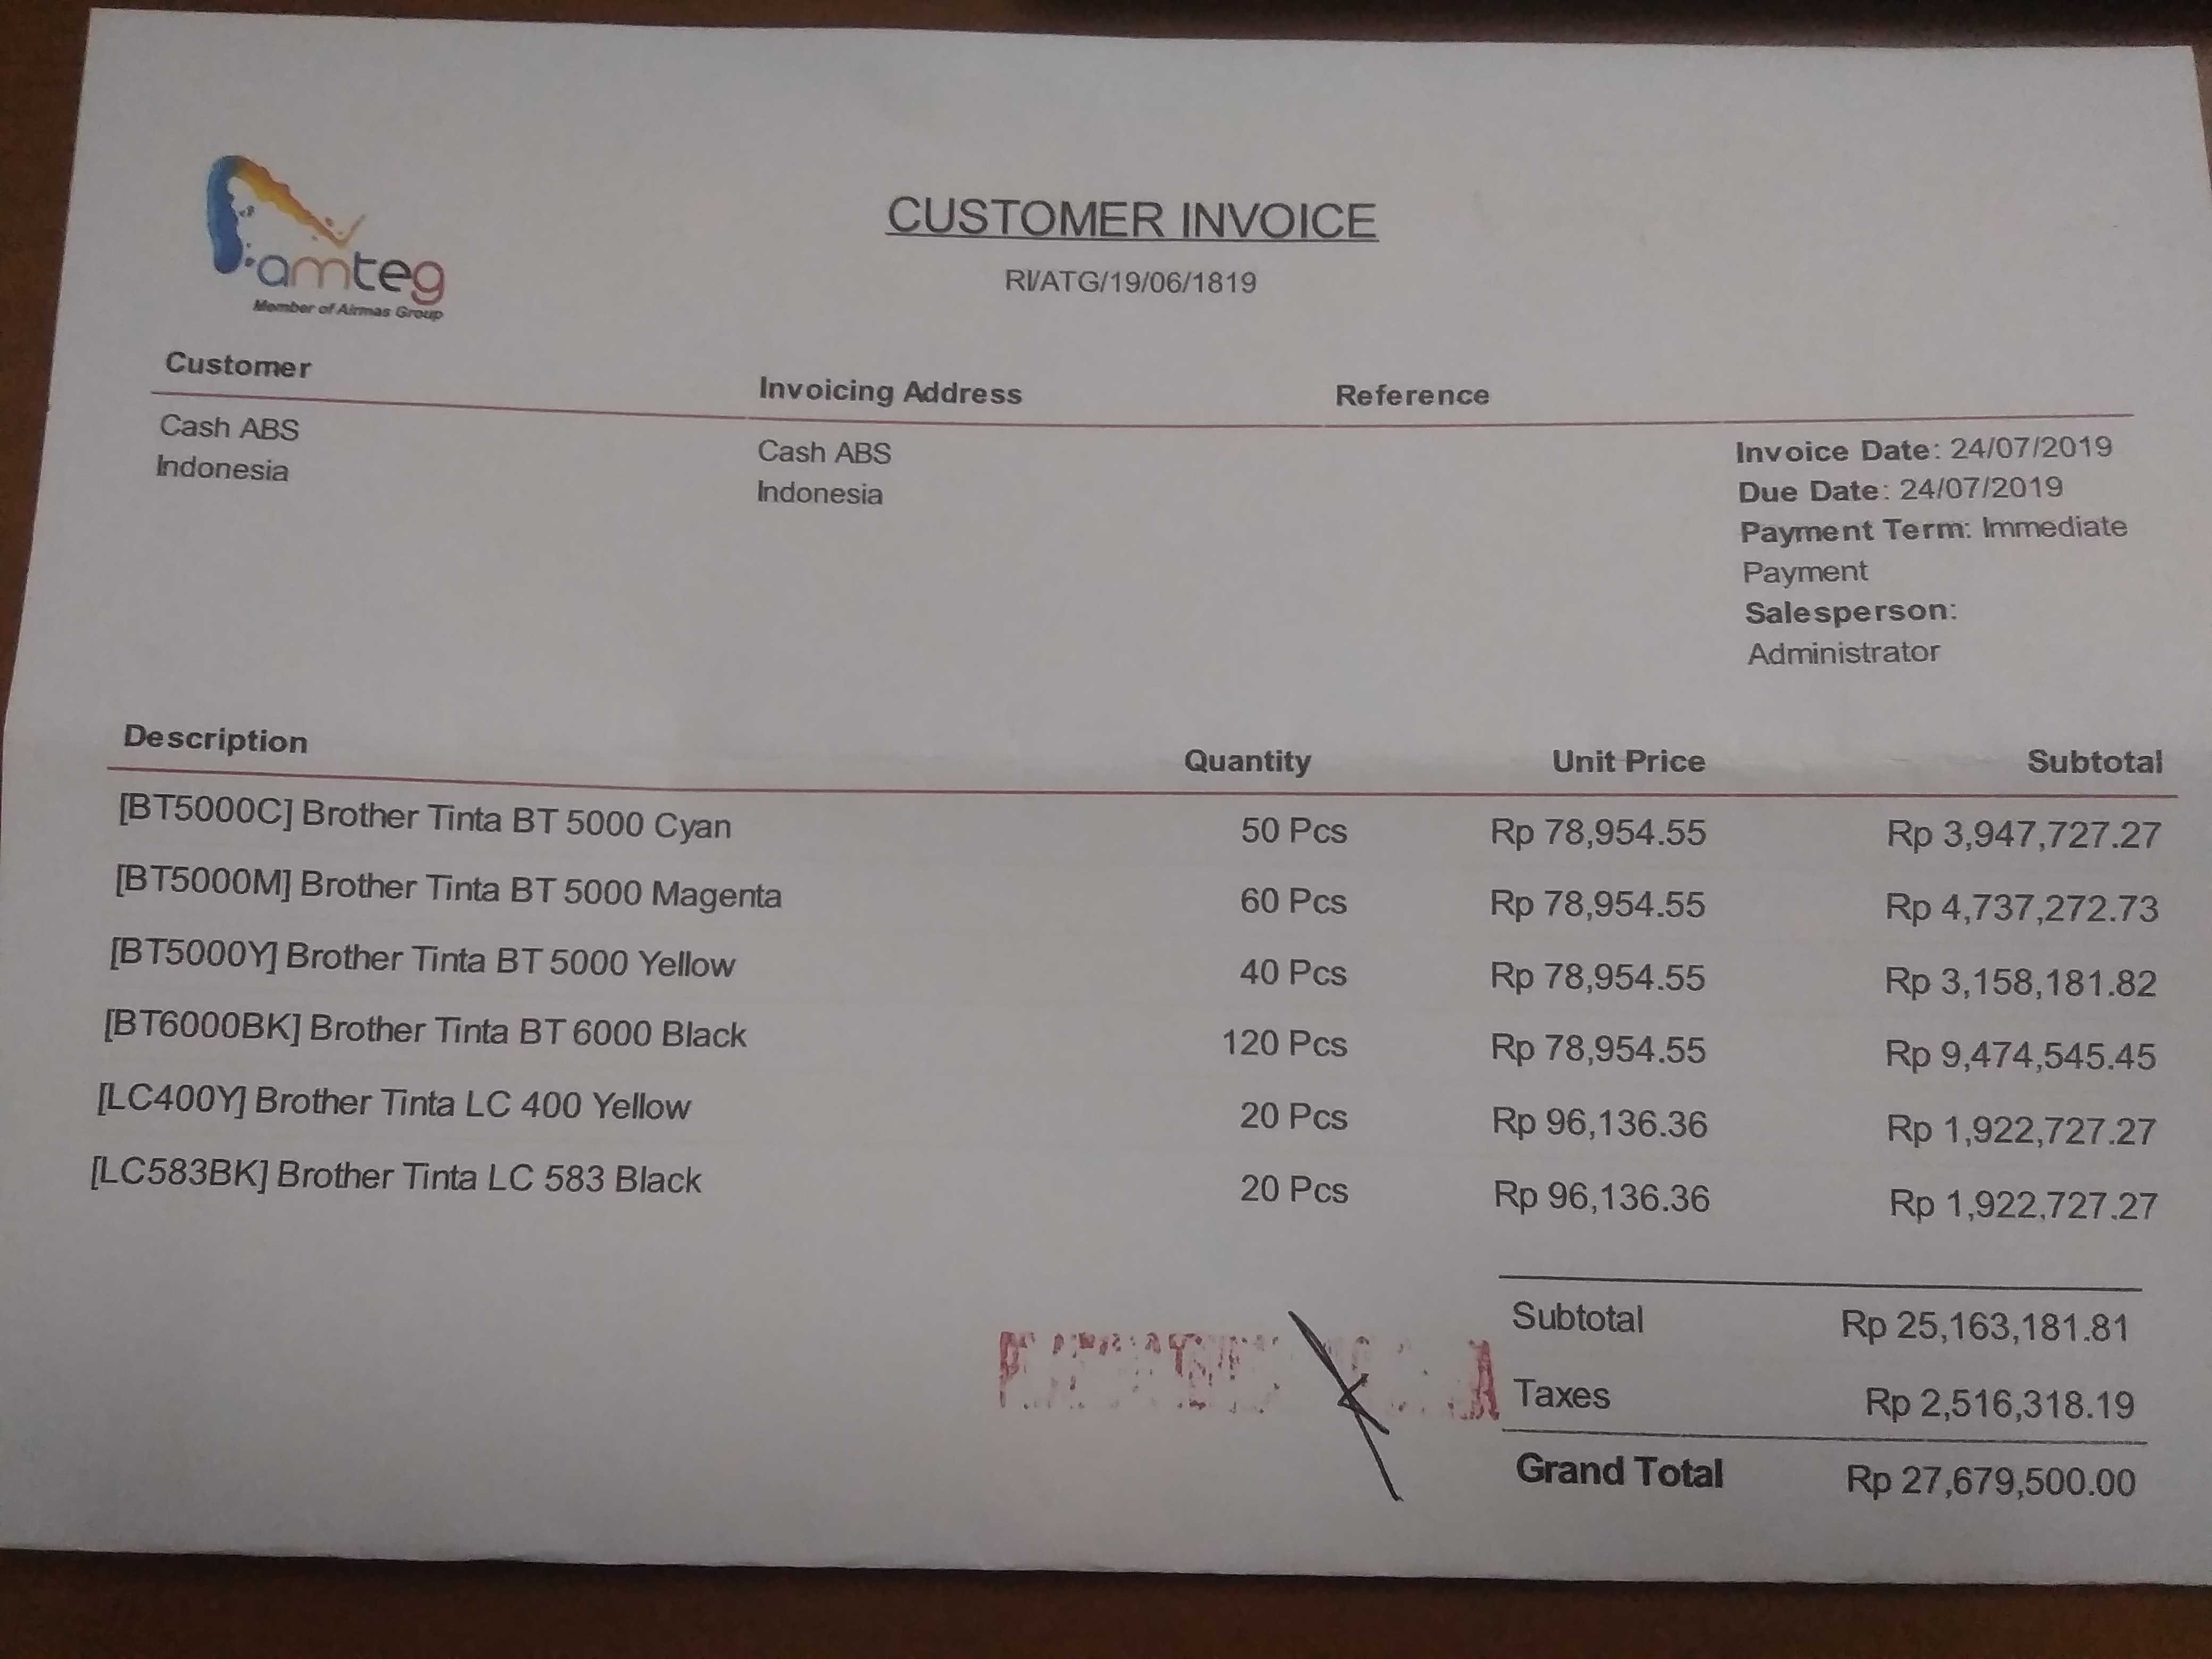 amteg
Member of Airmas Group
CUSTOMER INVOICE
RI/ATG/19/06/1819
Customer Invoicing Address Reference
Cash ABS Cash ABS Invoice Date: 24/07/2019
Indonesia Indonesia Due Date: 24/07/2019
Payment Term: Immediate
Payment
Salesperson:
Administrator
Description Quantity Unit Price Subtotal
[BT5000C] Brother Tinta BT 5000 Cyan 50 Pcs Rp 78,954.55 Rp 3,947,727.27
[BT5000M] Brother Tinta BT 5000 Magenta 60 Pcs Rp 78,954.55 Rp 4,737,272.73
[BT5000Y] Brother Tinta BT 5000 Yellow 40 Pcs Rp 78,954.55 Rp 3,158,181.82
[BT6000BK] Brother Tinta BT 6000 Black 120 Pcs Rp 78,954.55 Rp 9,474,545.45
[LC400Y] Brother Tinta LC 400 Yellow 20 Pcs Rp 96,136.36 Rp 1,922,727.27
[LC583BK] Brother Tinta LC 583 Black 20 Pcs Rp 96,136.36 Rp 1,922,727.27
Subtotal Rp 25,163,181.81
Taxes Rp 2,516,318.19
Grand Total Rp 27,679,500.00